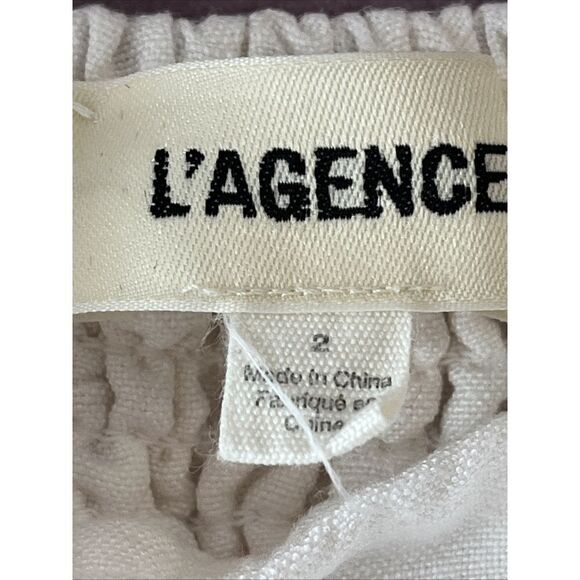 L'AGENCE
2
Made in China
Fabriqué en
Chine